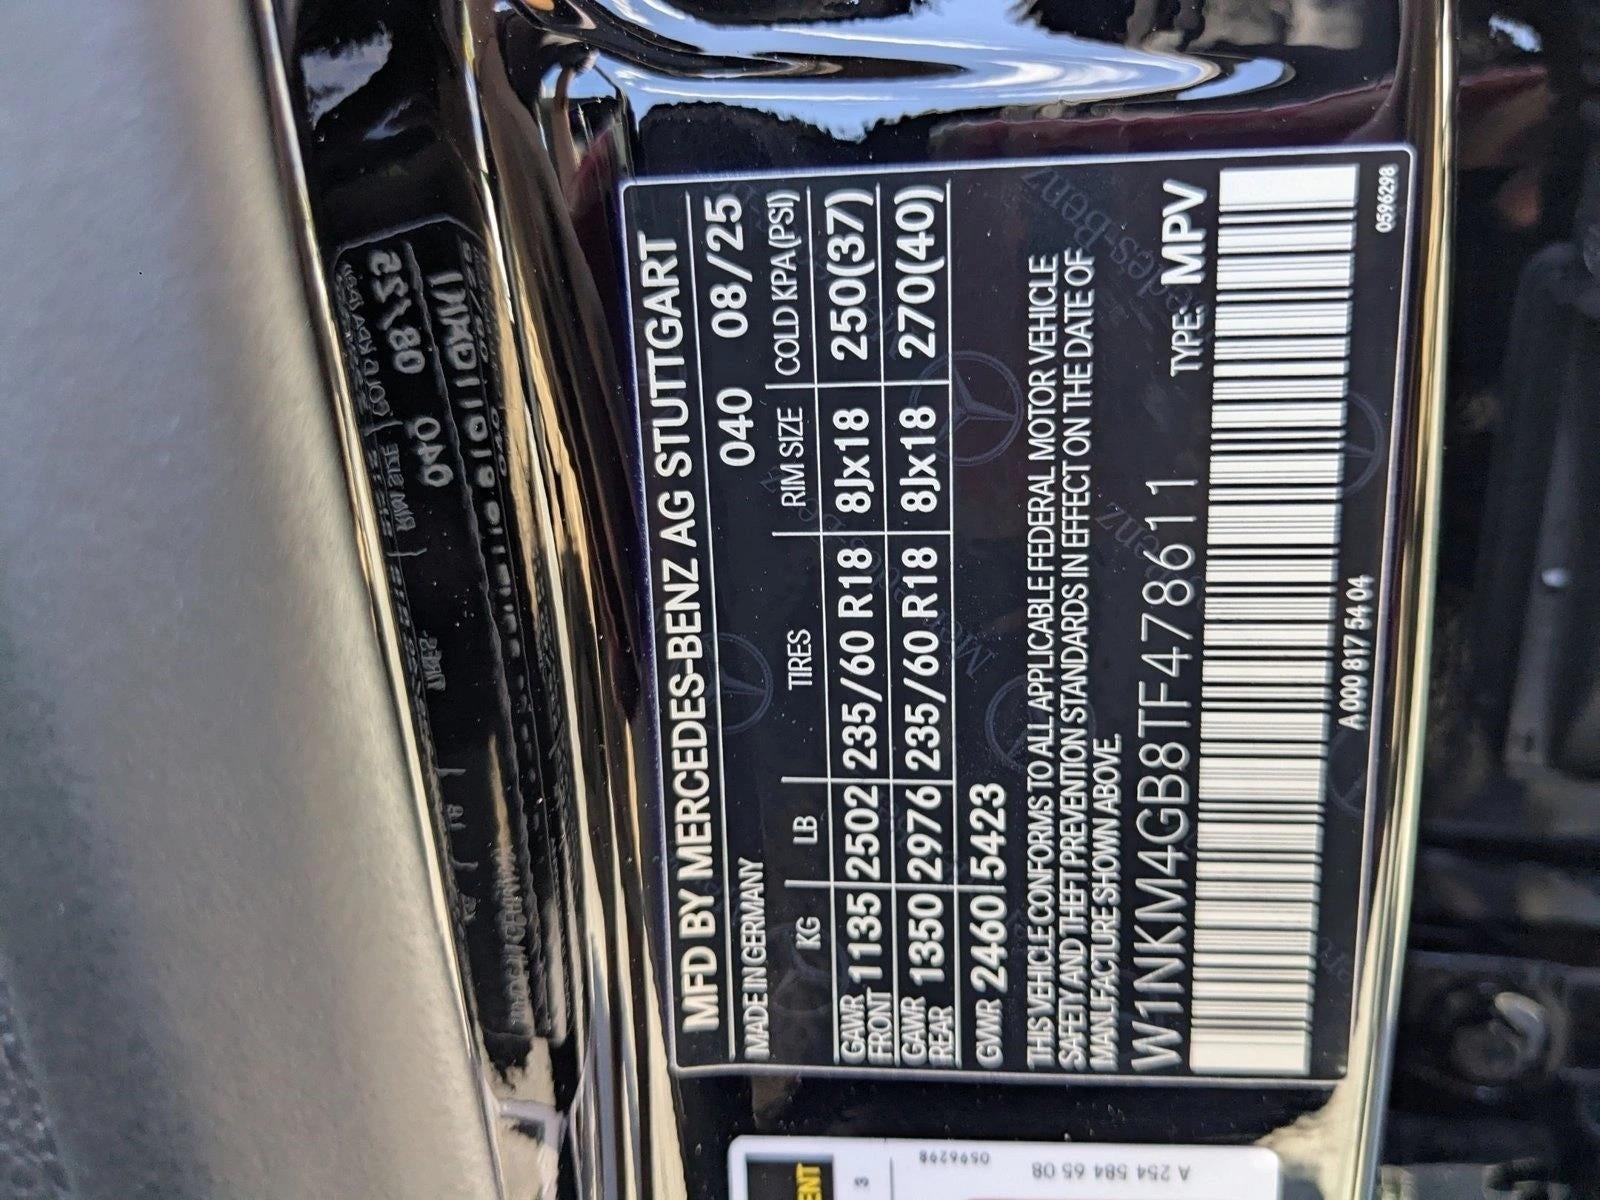 MFD BY MERCEDES-BENZ AG STUTTGART
MADE IN GERMANY 040 08/25
KG LB TIRES RIM SIZE COLD KPA(PSI)
GAWR FRONT 1135 2502 235/60 R18 8Jx18 250(37)
GAWR REAR 1350 2976 235/60 R18 8Jx18 270(40)
GVWR 2460 5423
THIS VEHICLE CONFORMS TO ALL APPLICABLE FEDERAL MOTOR VEHICLE
SAFETY AND THEFT PREVENTION STANDARDS IN EFFECT ON THE DATE OF
MANUFACTURE SHOWN ABOVE.
TYPE: MPV
W1NKM4GB8TF478611
A 000 817 54 04
0596298
0596298
A 254 584 65 08